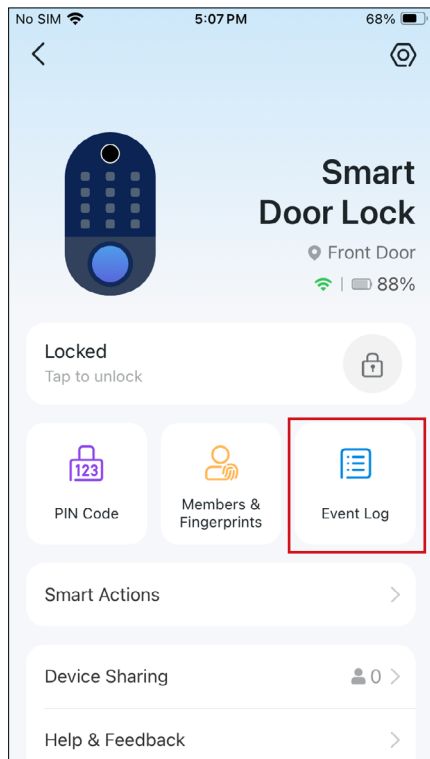 No SIM 5:07 PM 68%
Smart
Door Lock
Front Door
88%
Locked
Tap to unlock
123
PIN Code
Members &
Fingerprints
Event Log
Smart Actions
Device Sharing 0
Help & Feedback